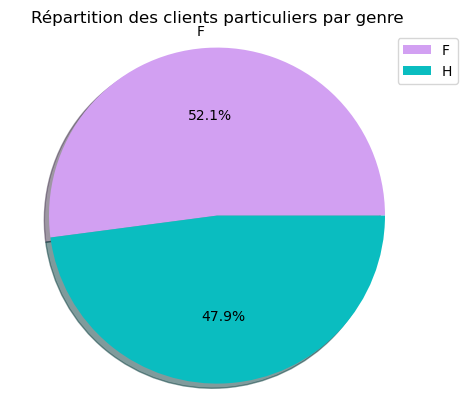 Répartition des clients particuliers par genre
F
F
H
52.1%
47.9%